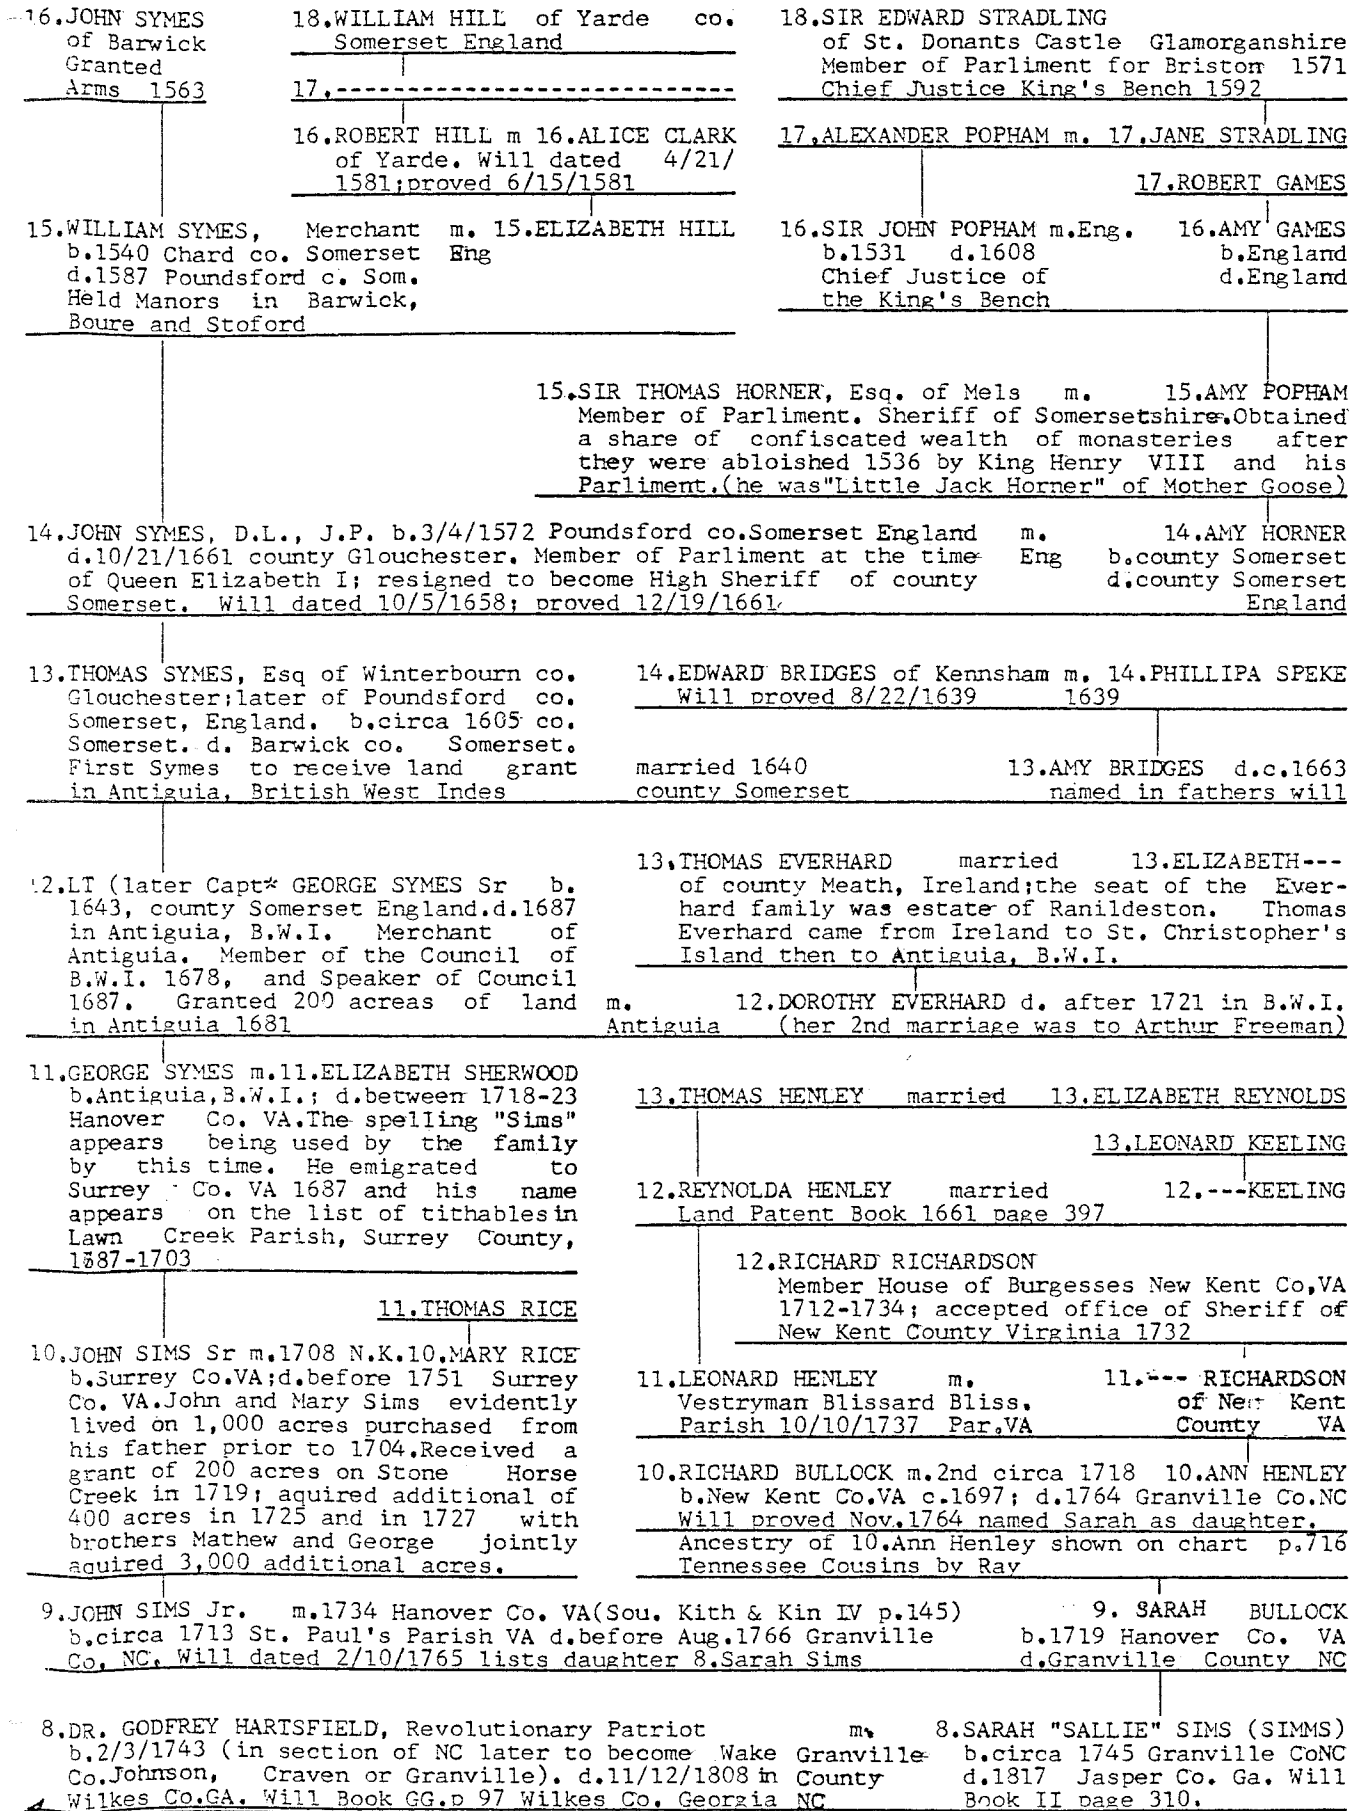 16.JOHN SYMES
of Barwick
Granted
Arms 1563
18.WILLIAM HILL of Yarde co.
Somerset England
17.----------------------------
16.ROBERT HILL m 16.ALICE CLARK
of Yarde. Will dated 4/21/
1581;proved 6/15/1581
18.SIR EDWARD STRADLING
of St. Donants Castle Glamorganshire
Member of Parliment for Briston 1571
Chief Justice King's Bench 1592
17.ALEXANDER POPHAM m. 17.JANE STRADLING
17.ROBERT GAMES
15.WILLIAM SYMES, Merchant m. 15.ELIZABETH HILL
b.1540 Chard co. Somerset Eng
d.1587 Poundsford c. Som.
Held Manors in Barwick,
Boure and Stoford
16.SIR JOHN POPHAM m.Eng. 16.AMY GAMES
b.1531 d.1608 b.England
Chief Justice of d.England
the King's Bench
15.SIR THOMAS HORNER, Esq. of Mels m. 15.AMY POPHAM
Member of Parliment. Sheriff of Somersetshire.Obtained
a share of confiscated wealth of monasteries after
they were abloished 1536 by King Henry VIII and his
Parliment.(he was"Little Jack Horner" of Mother Goose)
14.JOHN SYMES, D.L., J.P. b.3/4/1572 Poundsford co.Somerset England m. 14.AMY HORNER
d.10/21/1661 county Glouchester. Member of Parliment at the time Eng b.county Somerset
of Queen Elizabeth I; resigned to become High Sheriff of county d.county Somerset
Somerset. Will dated 10/5/1658; proved 12/19/1661. England
13.THOMAS SYMES, Esq of Winterbourn co.
Glouchester;later of Poundsford co.
Somerset, England. b.circa 1605 co.
Somerset. d. Barwick co. Somerset.
First Symes to receive land grant
in Antiguia, British West Indes
14.EDWARD BRIDGES of Kennsham m. 14.PHILLIPA SPEKE
Will proved 8/22/1639 1639
married 1640 13.AMY BRIDGES d.c.1663
county Somerset named in fathers will
13.THOMAS EVERHARD married 13.ELIZABETH---
of county Meath, Ireland;the seat of the Ever-
hard family was estate of Ranildeston. Thomas
Everhard came from Ireland to St. Christopher's
Island then to Antiguia, B.W.I.
12.LT (later Capt* GEORGE SYMES Sr b.
1643, county Somerset England.d.1687
in Antiguia, B.W.I. Merchant of
Antiguia. Member of the Council of
B.W.I. 1678, and Speaker of Council
1687. Granted 200 acreas of land m. 12.DOROTHY EVERHARD d. after 1721 in B.W.I.
in Antiguia 1681 Antiguia (her 2nd marriage was to Arthur Freeman)
11.GEORGE SYMES m.11.ELIZABETH SHERWOOD
b.Antiguia,B.W.I.; d.between 1718-23
Hanover Co. VA.The spelling "Sims"
appears being used by the family
by this time. He emigrated to
Surrey Co. VA 1687 and his name
appears on the list of tithables in
Lawn Creek Parish, Surrey County,
1687-1703
13.THOMAS HENLEY married 13.ELIZABETH REYNOLDS
13.LEONARD KEELING
12.REYNOLDA HENLEY married 12.---KEELING
Land Patent Book 1661 page 397
12.RICHARD RICHARDSON
Member House of Burgesses New Kent Co,VA
1712-1734; accepted office of Sheriff of
New Kent County Virginia 1732
11.THOMAS RICE
10.JOHN SIMS Sr m.1708 N.K.10.MARY RICE
b.Surrey Co.VA;d.before 1751 Surrey
Co. VA.John and Mary Sims evidently
lived on 1,000 acres purchased from
his father prior to 1704.Received a
grant of 200 acres on Stone Horse
Creek in 1719; aquired additional of
400 acres in 1725 and in 1727 with
brothers Mathew and George jointly
aquired 3,000 additional acres.
11.LEONARD HENLEY m. 11.--- RICHARDSON
Vestryman Blissard Bliss. of New Kent
Parish 10/10/1737 Par.VA County VA
10.RICHARD BULLOCK m.2nd circa 1718 10.ANN HENLEY
b.New Kent Co.VA c.1697; d.1764 Granville Co.NC
Will proved Nov.1764 named Sarah as daughter.
Ancestry of 10.Ann Henley shown on chart p.716
Tennessee Cousins by Ray
9.JOHN SIMS Jr. m.1734 Hanover Co. VA(Sou. Kith & Kin IV p.145) 9. SARAH BULLOCK
b.circa 1713 St. Paul's Parish VA d.before Aug.1766 Granville b.1719 Hanover Co. VA
Co. NC. Will dated 2/10/1765 lists daughter 8.Sarah Sims d.Granville County NC
8.DR. GODFREY HARTSFIELD, Revolutionary Patriot m. 8.SARAH "SALLIE" SIMS (SIMMS)
b.2/3/1743 (in section of NC later to become Wake Granville b.circa 1745 Granville CoNC
Co.Johnson, Craven or Granville). d.11/12/1808 in County d.1817 Jasper Co. Ga. Will
Wilkes Co.GA. Will Book GG.p 97 Wilkes Co. Georgia NC Book II page 310.